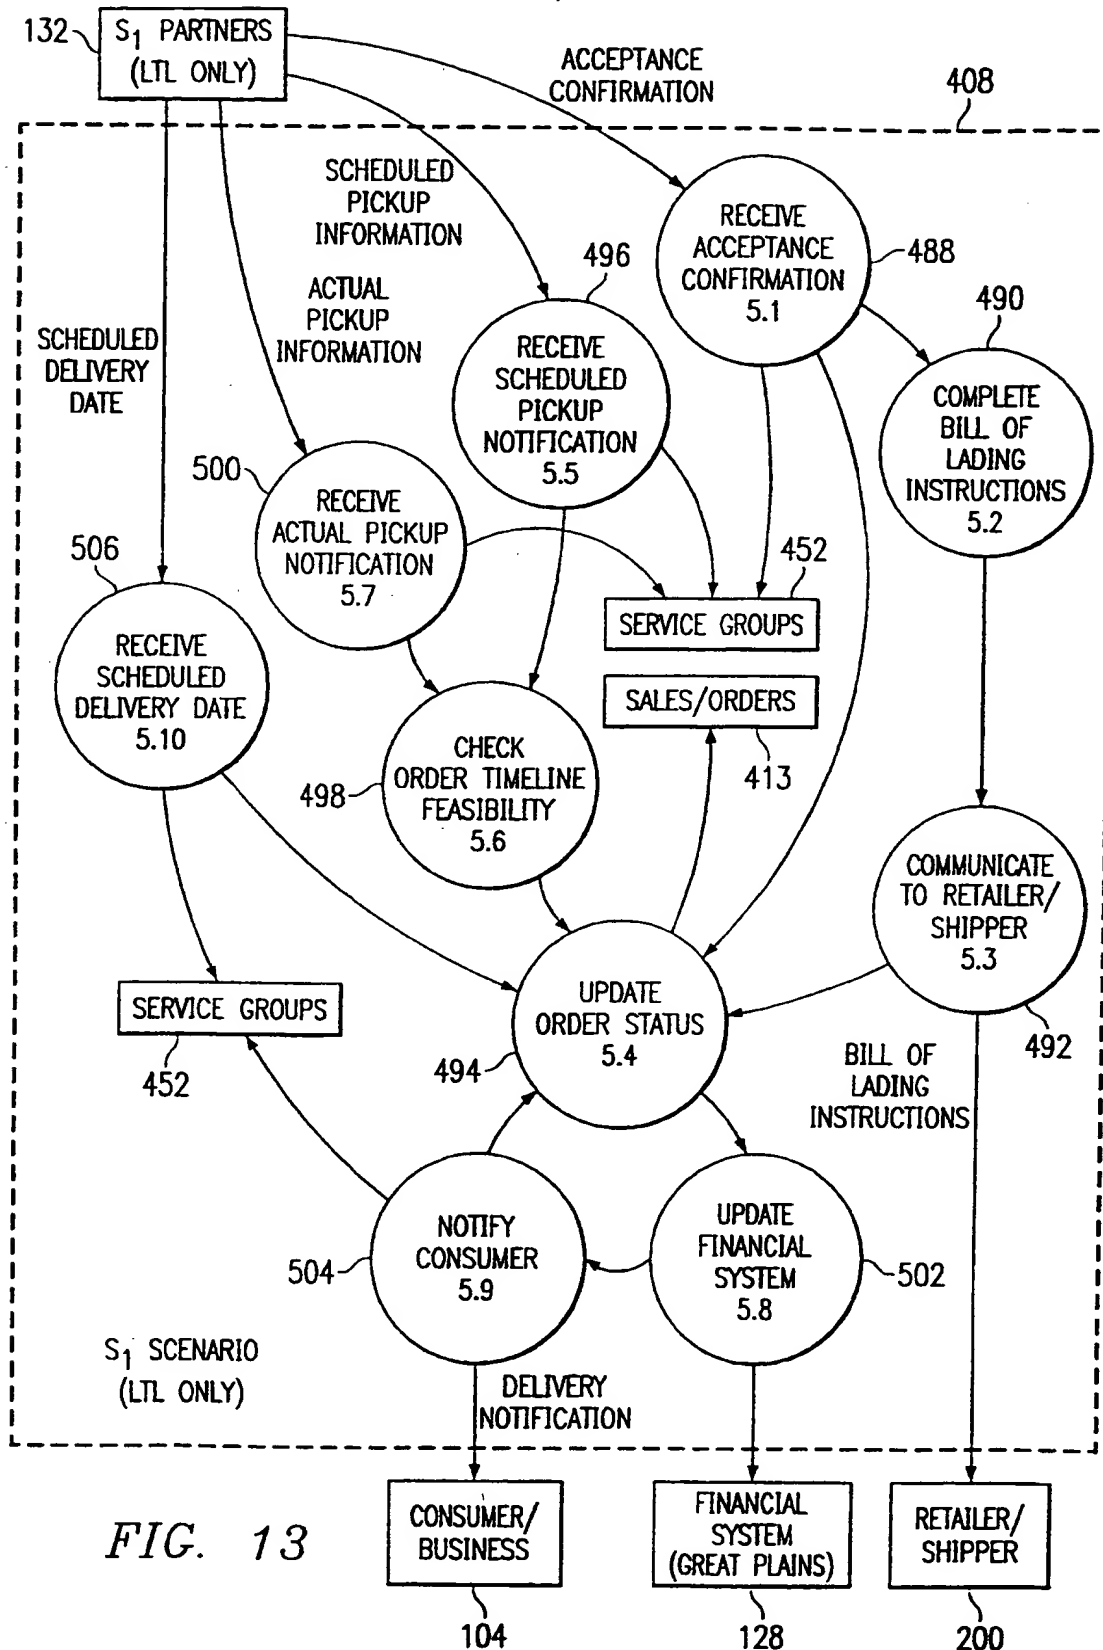 132
S1 PARTNERS
(LTL ONLY)
ACCEPTANCE
CONFIRMATION
408
SCHEDULED
PICKUP
INFORMATION
RECEIVE
ACCEPTANCE
CONFIRMATION
5.1
488
496
490
ACTUAL
PICKUP
INFORMATION
SCHEDULED
DELIVERY
DATE
RECEIVE
SCHEDULED
PICKUP
NOTIFICATION
5.5
COMPLETE
BILL OF
LADING
INSTRUCTIONS
5.2
500
RECEIVE
ACTUAL PICKUP
NOTIFICATION
5.7
506
452
SERVICE GROUPS
RECEIVE
SCHEDULED
DELIVERY DATE
5.10
SALES/ORDERS
413
CHECK
ORDER TIMELINE
FEASIBILITY
5.6
498
COMMUNICATE
TO RETAILER/
SHIPPER
5.3
492
SERVICE GROUPS
452
UPDATE
ORDER STATUS
5.4
494
BILL OF
LADING
INSTRUCTIONS
NOTIFY
CONSUMER
5.9
504
UPDATE
FINANCIAL
SYSTEM
5.8
502
S1 SCENARIO
(LTL ONLY)
DELIVERY
NOTIFICATION
FIG. 13
CONSUMER/
BUSINESS
FINANCIAL
SYSTEM
(GREAT PLAINS)
RETAILER/
SHIPPER
104
128
200